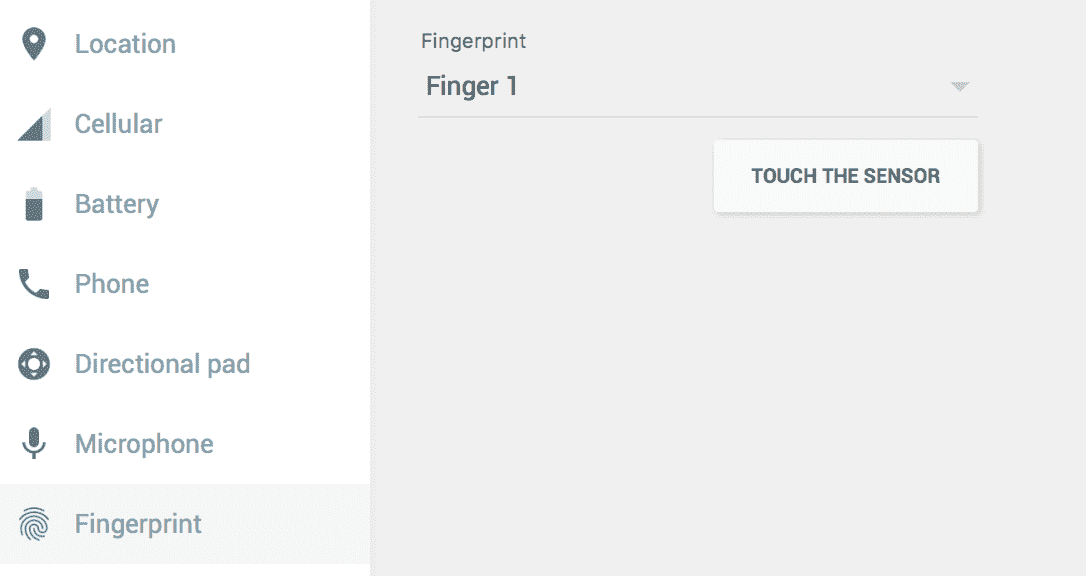 Location
Cellular
Battery
Phone
Directional pad
Microphone
Fingerprint
Fingerprint
Finger 1
TOUCH THE SENSOR